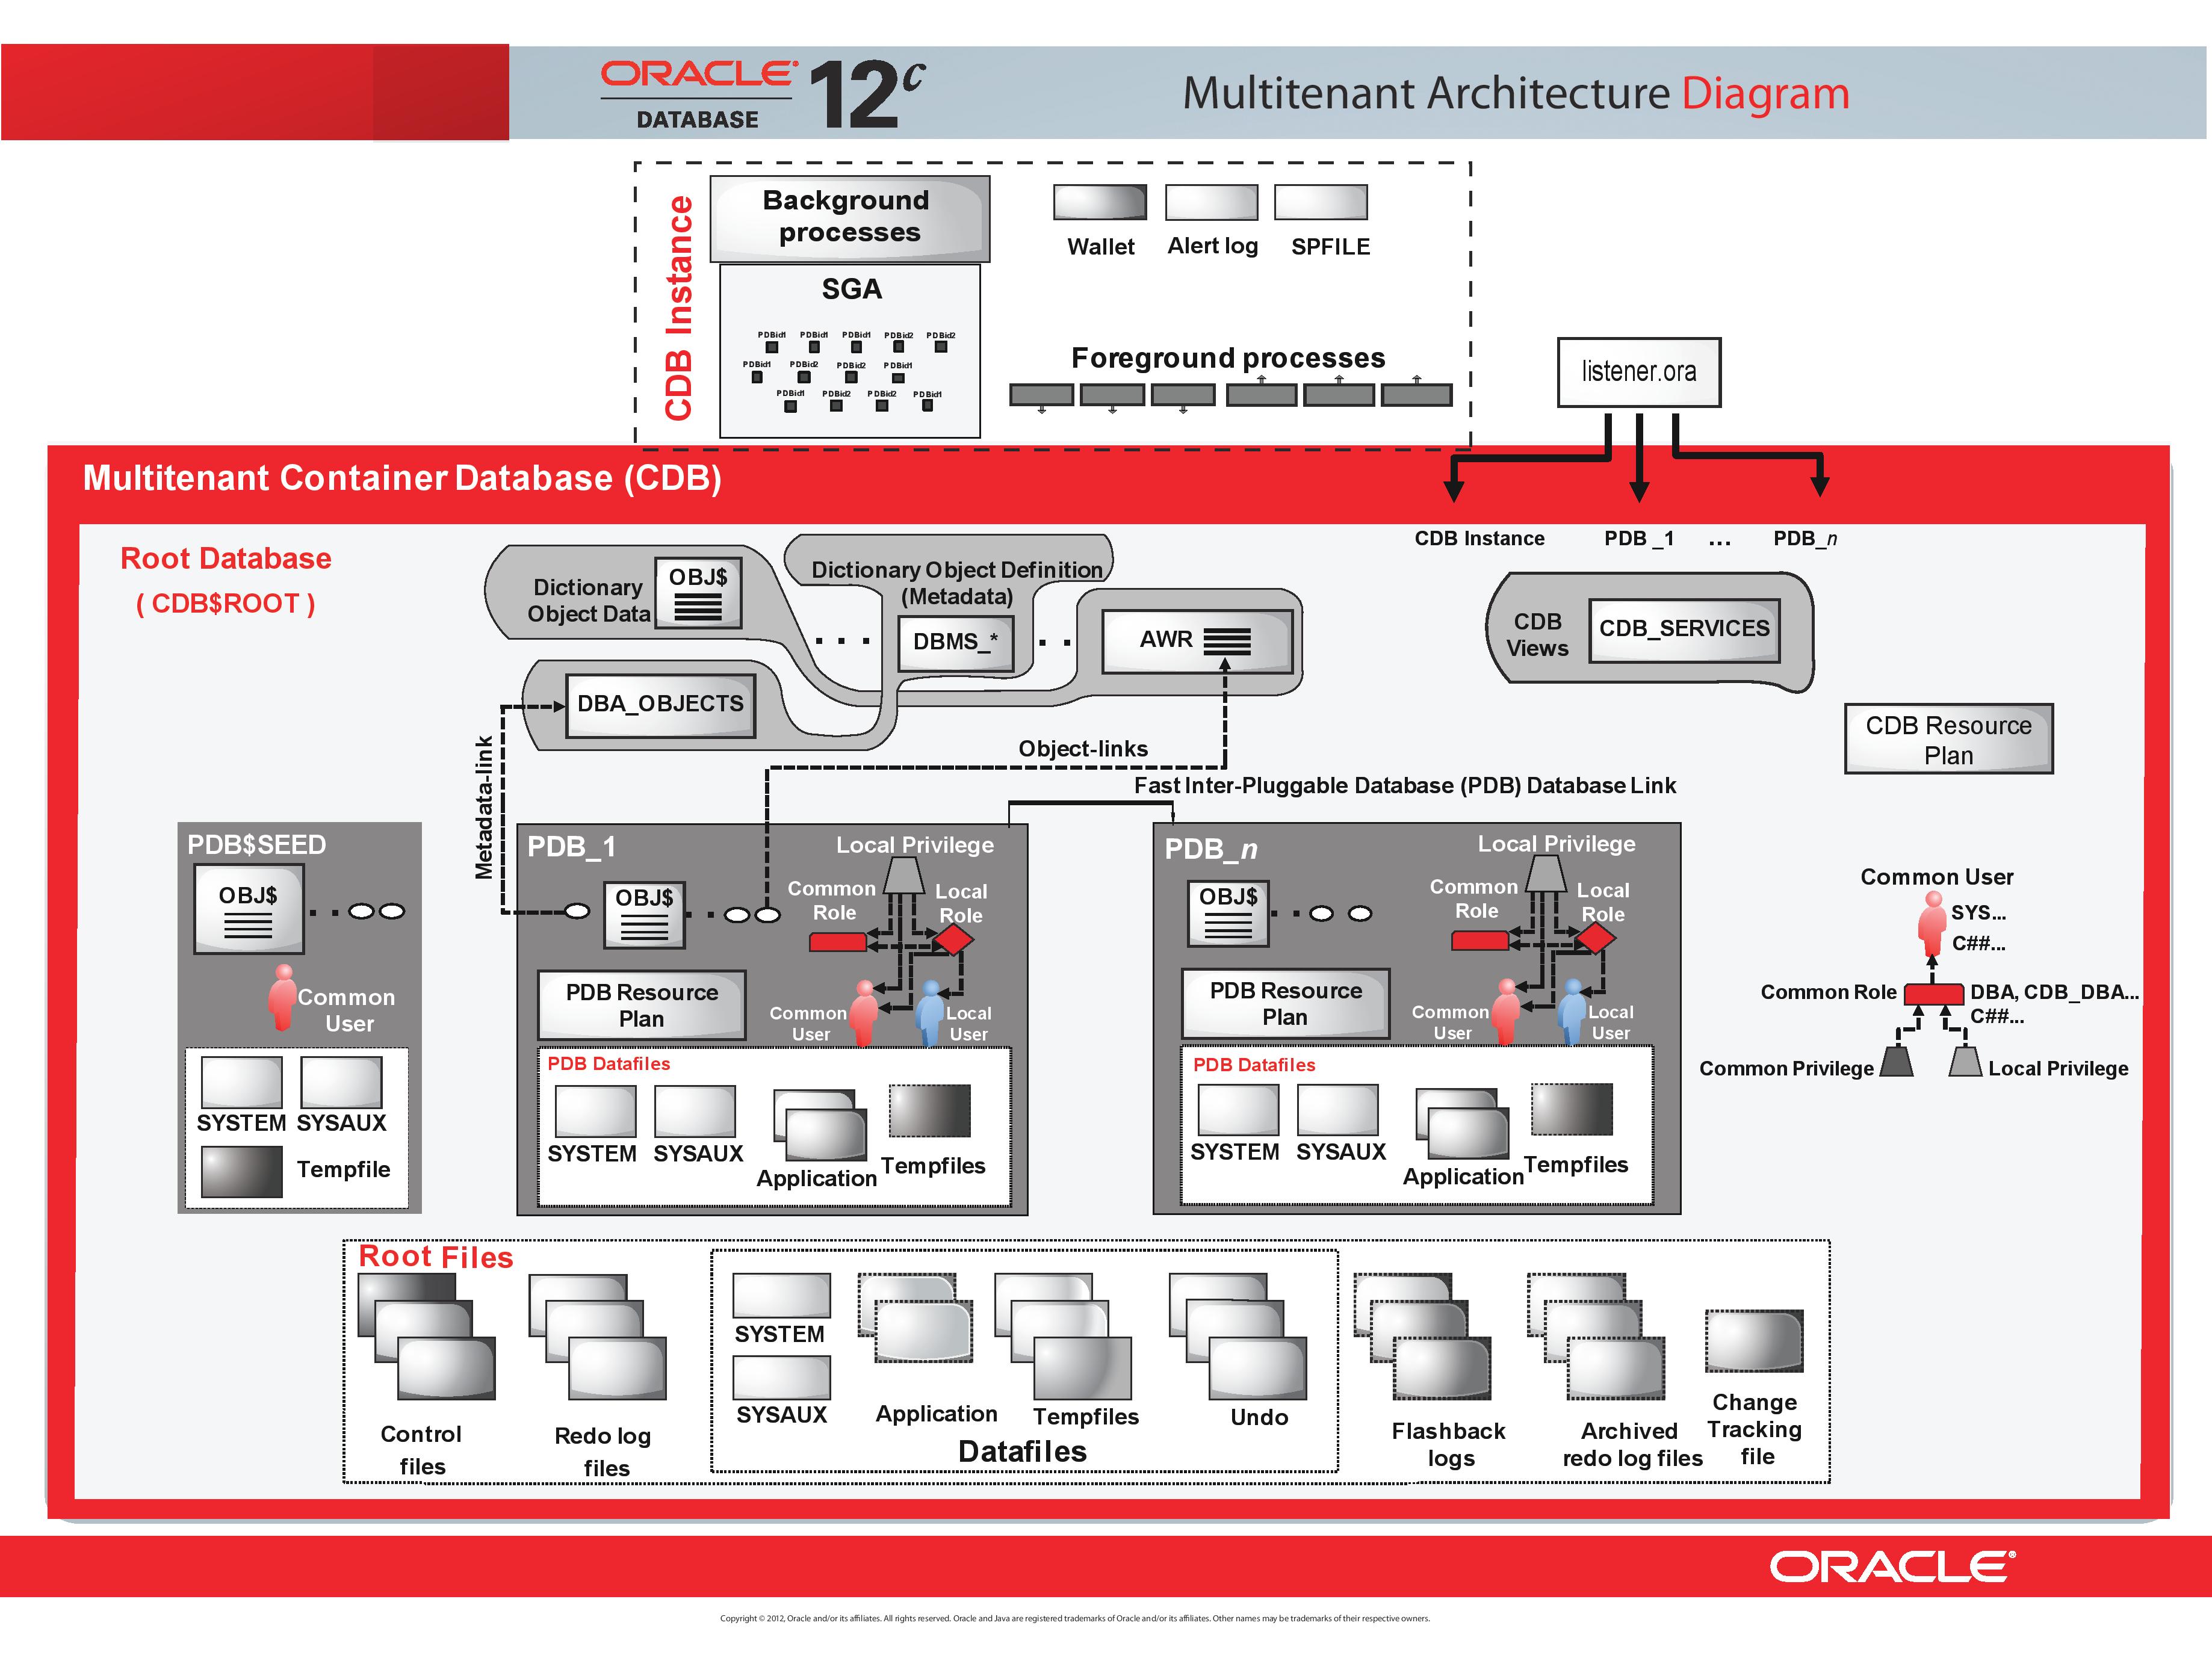 ORACLE®
DATABASE
12c
Multitenant Architecture Diagram
CDB Instance
Background
processes
SGA
PDBid1 PDBid1 PDBid1 PDBid2 PDBid2
PDBid1 PDBid2 PDBid2 PDBid1
PDBid1 PDBid2 PDBid2 PDBid1
Wallet Alert log SPFILE
Foreground processes
listener.ora
Multitenant Container Database (CDB)
CDB Instance PDB _1 ... PDB_n
Root Database
( CDB$ROOT )
Dictionary
Object Data
OBJ$
Dictionary Object Definition
(Metadata)
DBMS_*
AWR
DBA_OBJECTS
CDB
Views
CDB_SERVICES
CDB Resource
Plan
Metadata-link
Object-links
Fast Inter-Pluggable Database (PDB) Database Link
PDB$SEED
OBJ$
Common
User
SYSTEM SYSAUX
Tempfile
PDB_1
Local Privilege
OBJ$
Common
Role
Local
Role
PDB Resource
Plan
Common
User
Local
User
PDB Datafiles
SYSTEM SYSAUX
Application
Tempfiles
PDB_n
Local Privilege
OBJ$
Common
Role
Local
Role
PDB Resource
Plan
Common
User
Local
User
PDB Datafiles
SYSTEM SYSAUX
Application
Tempfiles
Common User
SYS...
C##...
Common Role
DBA, CDB_DBA...
C##...
Common Privilege
Local Privilege
Root Files
Control
files
Redo log
files
SYSTEM
SYSAUX
Application
Tempfiles
Undo
Datafiles
Flashback
logs
Archived
redo log files
Change
Tracking
file
ORACLE®
Copyright © 2012, Oracle and/or its affiliates. All rights reserved. Oracle and Java are registered trademarks of Oracle and/or its affiliates. Other names may be trademarks of their respective owners.